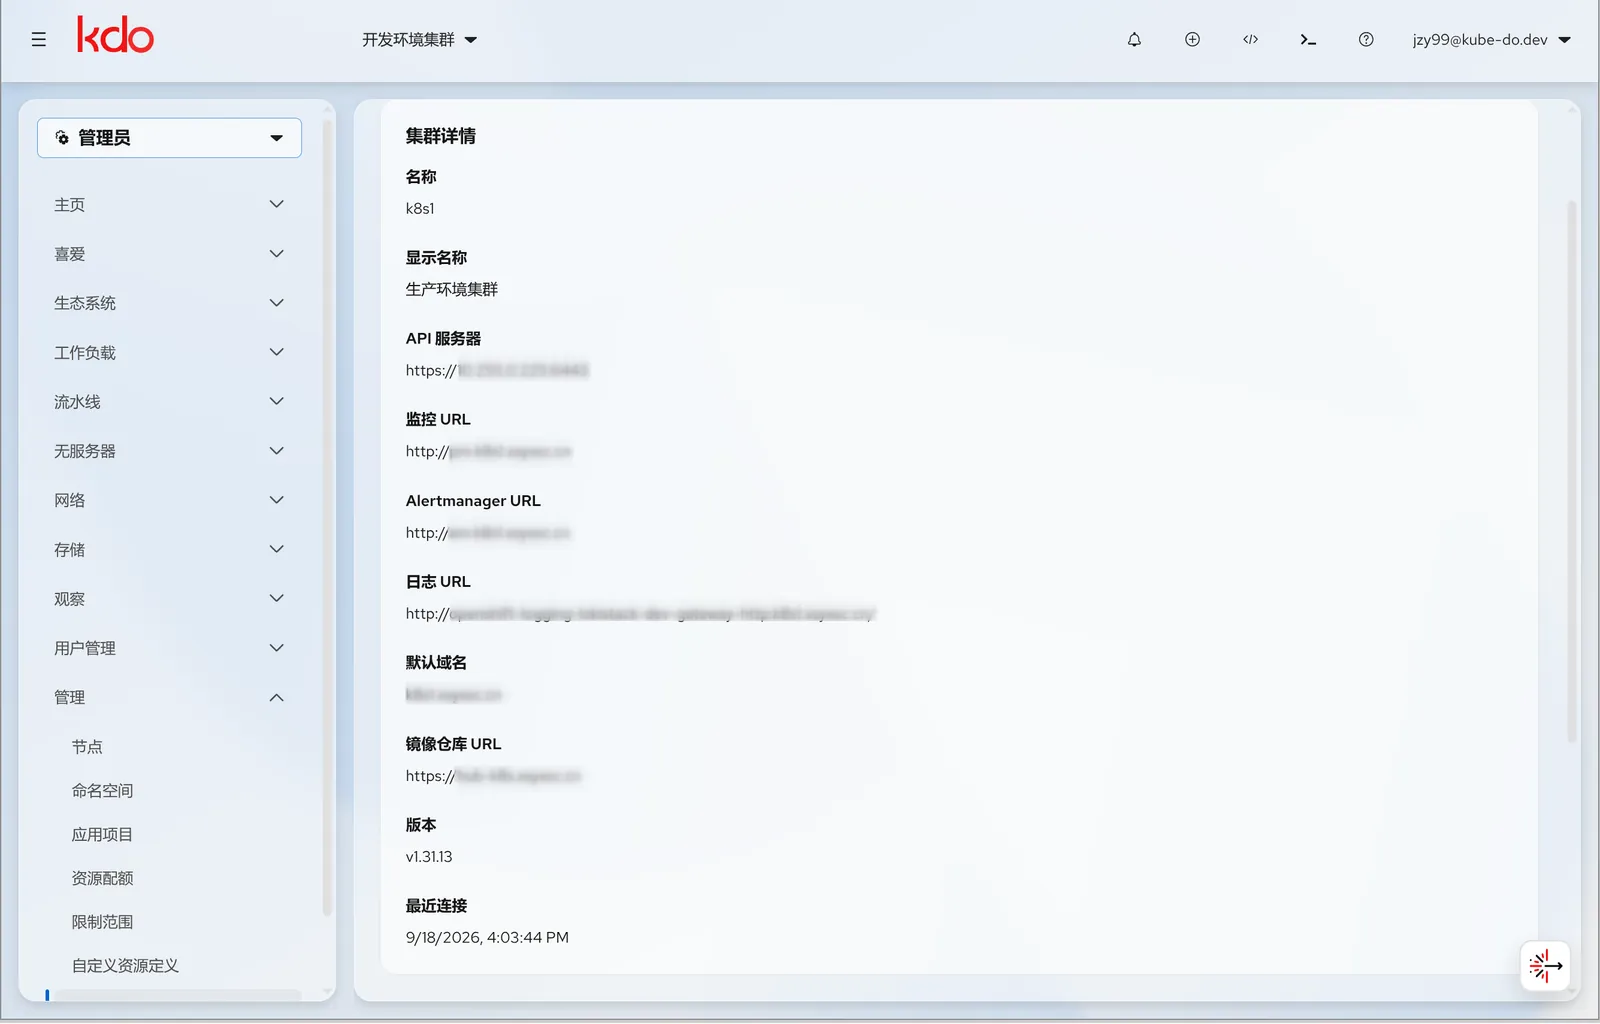 kdo
开发环境集群
jzy99@kube-do.dev
管理员
主页
喜爱
生态系统
工作负载
流水线
无服务器
网络
存储
观察
用户管理
管理
节点
命名空间
应用项目
资源配额
限制范围
自定义资源定义
集群详情
名称
k8s1
显示名称
生产环境集群
API 服务器
https://
监控 URL
http://
Alertmanager URL
http://
日志 URL
http://
默认域名
镜像仓库 URL
https://
版本
v1.31.13
最近连接
9/18/2026, 4:03:44 PM